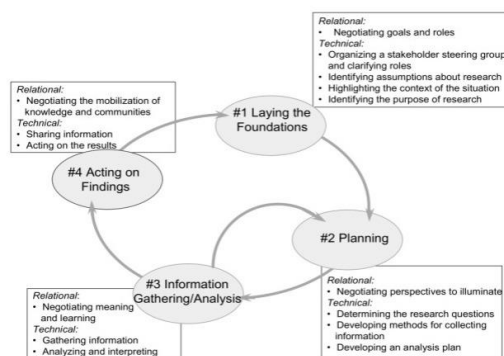 Relational:
• Negotiating goals and roles
Technical:
• Organizing a stakeholder steering group
and clarifying roles
• Identifying assumptions about research
• Highlighting the context of the situation
• Identifying the purpose of research
Relational:
• Negotiating the mobilization of
knowledge and communities
Technical:
• Sharing information
• Acting on the results
#1 Laying the
Foundations
#4 Acting on
Findings
#2 Planning
#3 Information
Gathering/Analysis
Relational:
• Negotiating meaning
and learning
Technical:
• Gathering information
• Analyzing and interpreting
Relational:
• Negotiating perspectives to illuminate
Technical:
• Determining the research questions
• Developing methods for collecting
information
• Developing an analysis plan